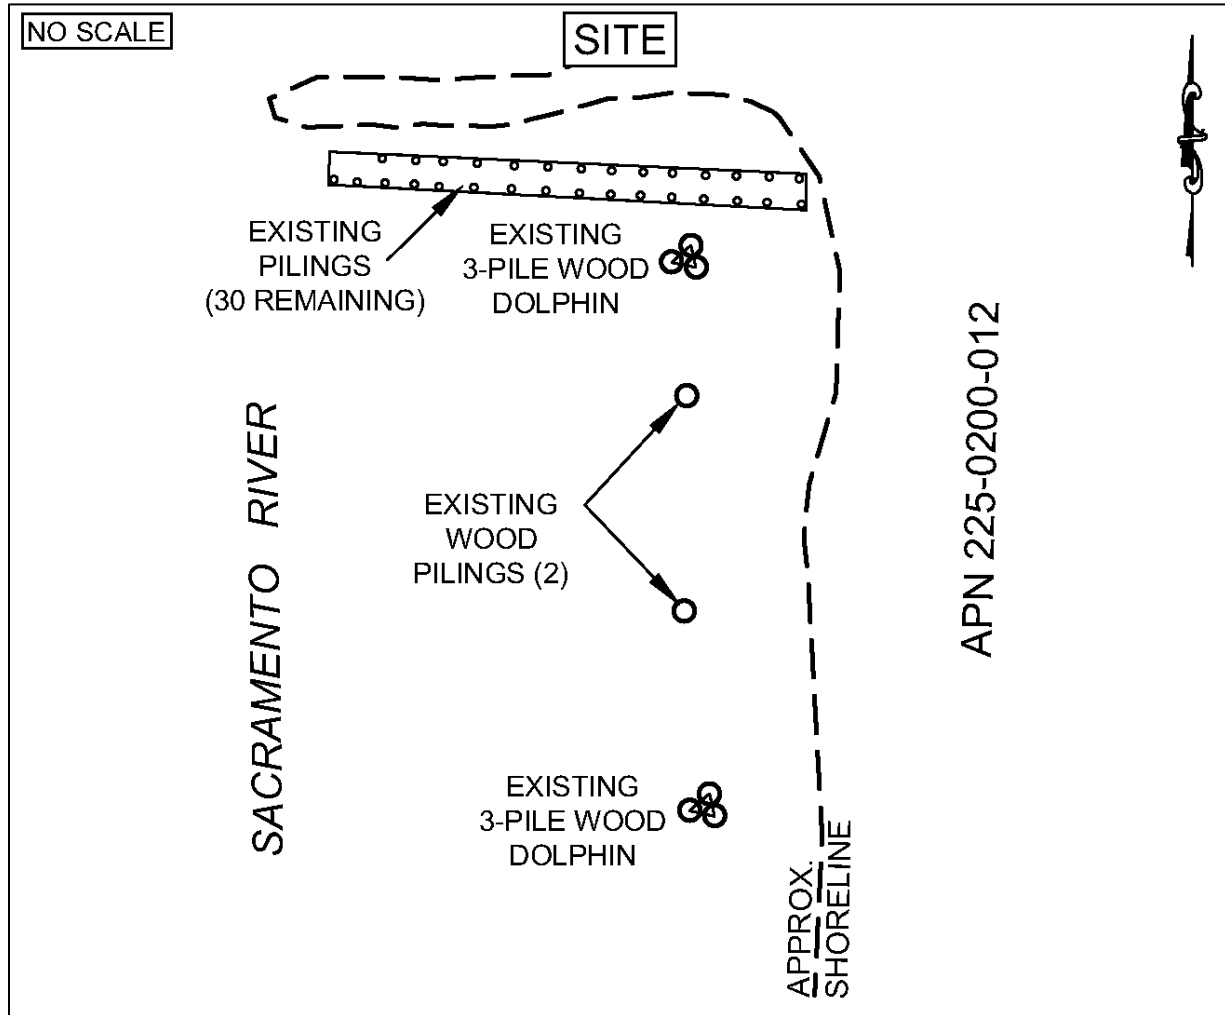 NO SCALE
SITE
EXISTING
PILINGS
(30 REMAINING)
EXISTING
3-PILE WOOD
DOLPHIN
SACRAMENTO RIVER
EXISTING
WOOD
PILINGS (2)
APN 225-0200-012
EXISTING
3-PILE WOOD
DOLPHIN
APPROX.
SHORELINE